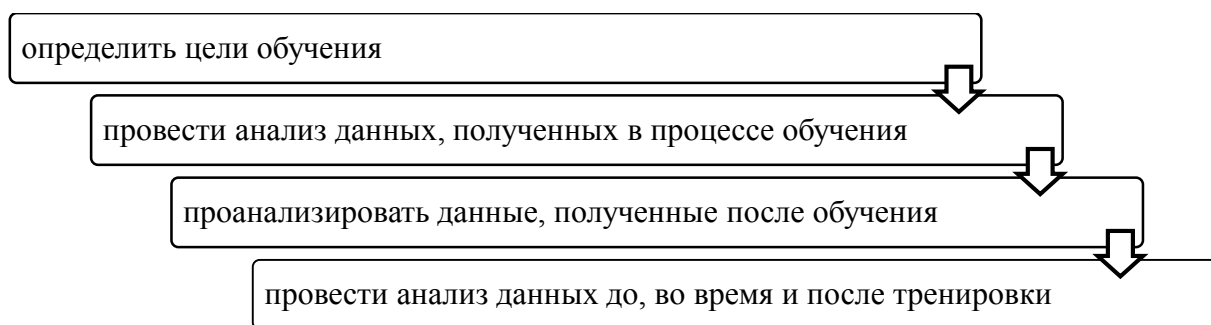 определить цели обучения
провести анализ данных, полученных в процессе обучения
проанализировать данные, полученные после обучения
провести анализ данных до, во время и после тренировки